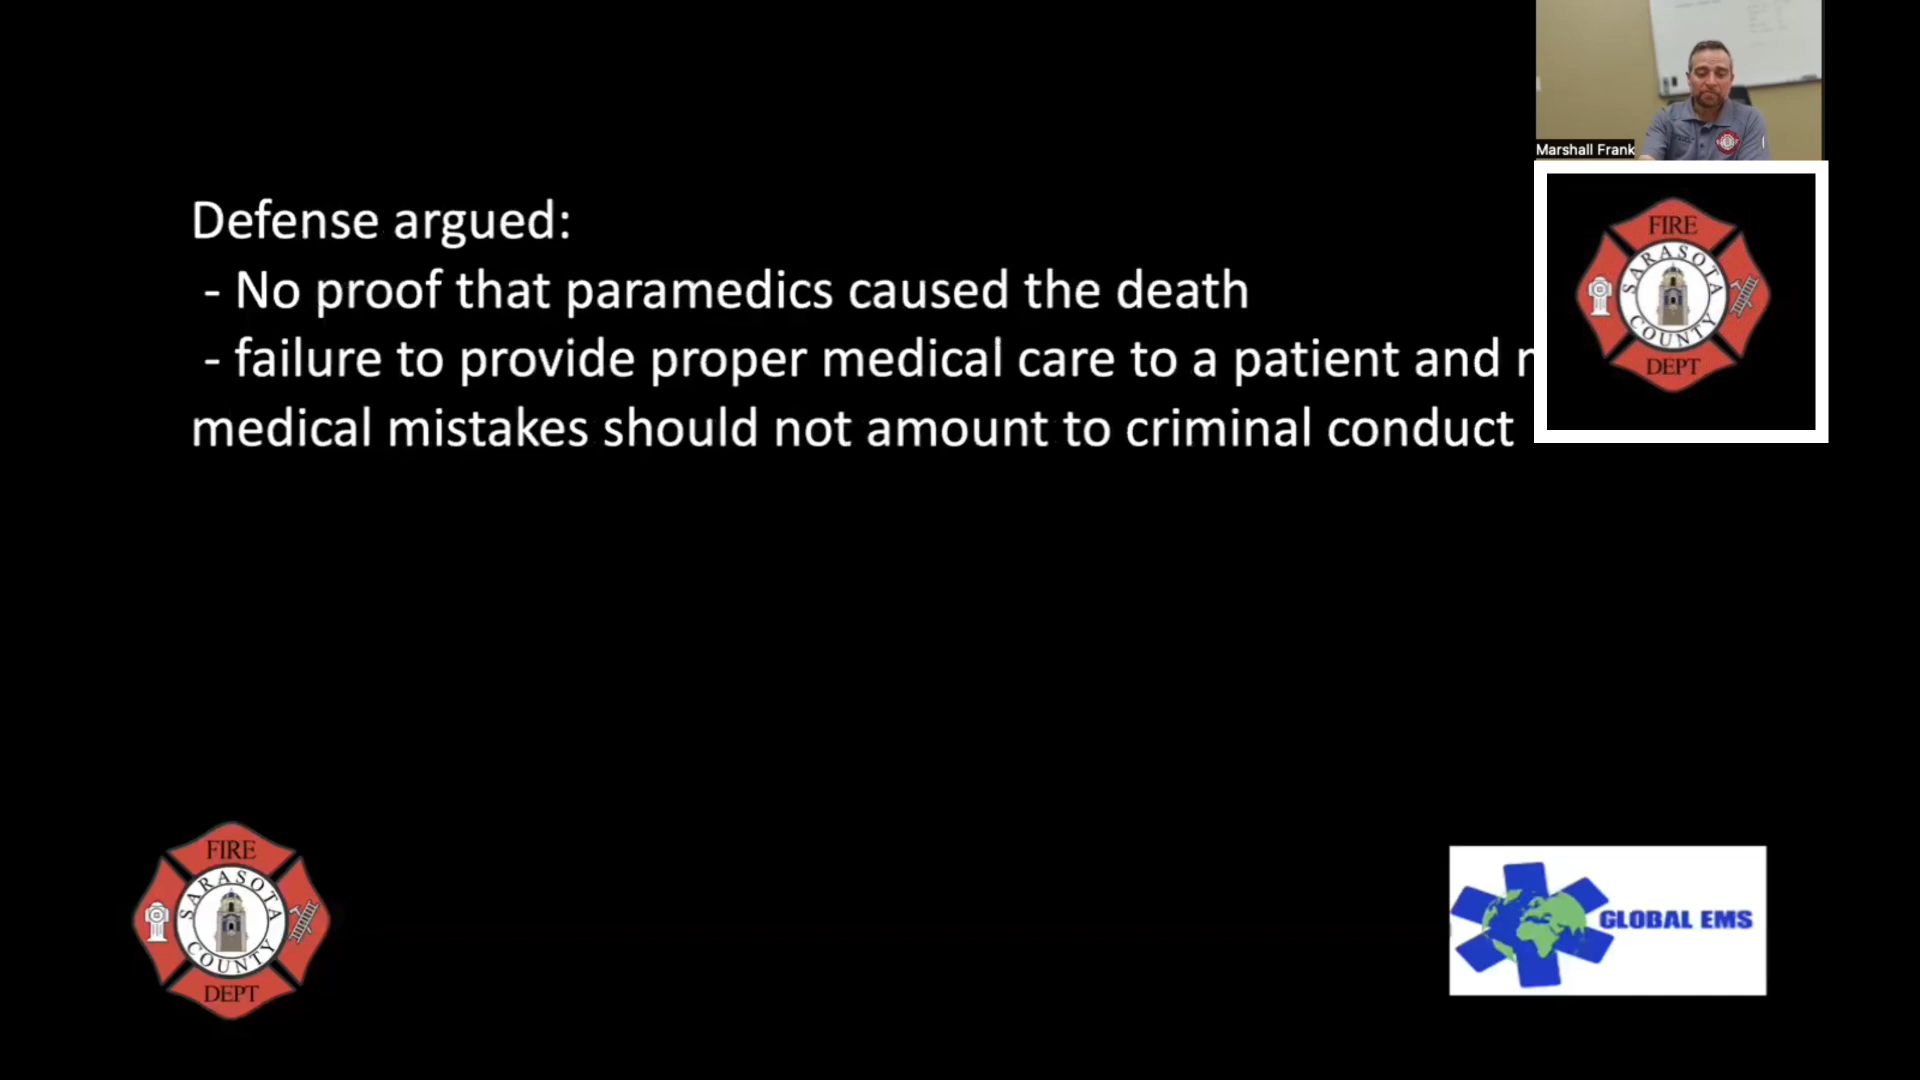 Marshall Frank
Defense argued:
- No proof that paramedics caused the death
- failure to provide proper medical care to a patient and
medical mistakes should not amount to criminal conduct
FIRE
SARASOTA
COUNTY
DEPT
FIRE
SARASOTA
COUNTY
DEPT
GLOBAL EMS